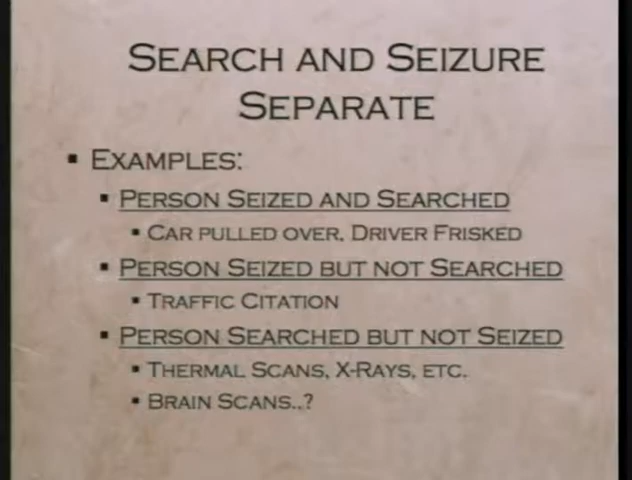 Search and Seizure
Separate
▪ Examples:
▪ Person Seized and Searched
▪ Car pulled over, Driver Frisked
▪ Person Seized but not Searched
▪ Traffic Citation
▪ Person Searched but not Seized
▪ Thermal Scans, X-Rays, etc.
▪ Brain Scans..?